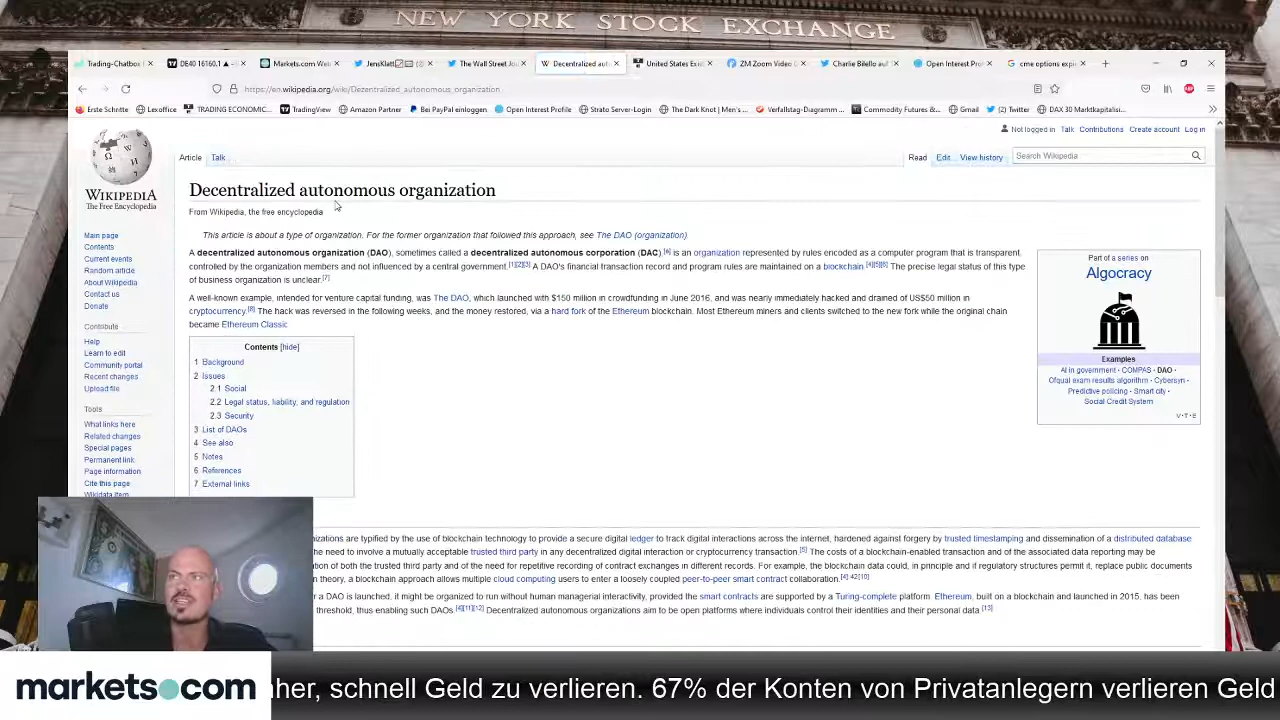 NEW YORK STOCK EXCHANGE
Trading-Chatbox
DE40 16160.1
Markets.com Web
JensKlatt
The Wall Street Jou
Decentralized aut
United States Exis
ZM Zoom Video C
Charlie Bilello auf
Open Interest Prof
cme options expi
https://en.wikipedia.org/wiki/Decentralized_autonomous_organization
Erste Schritte
Lexoffice
TRADING ECONOMIC...
TradingView
Amazon Partner
Bei PayPal einloggen
Open Interest Profile
Strato Server-Login
The Dark Knot | Men's ...
Verfallstag-Diagramm ...
Commodity Futures &...
Gmail
(2) Twitter
DAX 30 Marktkapitali...
Not logged in Talk Contributions Create account Log in
Article Talk
Read Edit View history
Search Wikipedia
WIKIPEDIA
The Free Encyclopedia
Main page
Contents
Current events
Random article
About Wikipedia
Contact us
Donate
Contribute
Help
Learn to edit
Community portal
Recent changes
Upload file
Tools
What links here
Related changes
Special pages
Permanent link
Page information
Cite this page
Wikidata item
Decentralized autonomous organization
From Wikipedia, the free encyclopedia
This article is about a type of organization. For the former organization that followed this approach, see The DAO (organization).
A decentralized autonomous organization (DAO), sometimes called a decentralized autonomous corporation (DAC),[a] is an organization represented by rules encoded as a computer program that is transparent,
controlled by the organization members and not influenced by a central government.[1][2][3] A DAO's financial transaction record and program rules are maintained on a blockchain.[4][5][6] The precise legal status of this type
of business organization is unclear.[7]
A well-known example, intended for venture capital funding, was The DAO, which launched with $150 million in crowdfunding in June 2016, and was nearly immediately hacked and drained of US$50 million in
cryptocurrency.[8] The hack was reversed in the following weeks, and the money restored, via a hard fork of the Ethereum blockchain. Most Ethereum miners and clients switched to the new fork while the original chain
became Ethereum Classic.
Contents [hide]
1 Background
2 Issues
2.1 Social
2.2 Legal status, liability, and regulation
2.3 Security
3 List of DAOs
4 See also
5 Notes
6 References
7 External links
Part of a series on
Algocracy
Examples
AI in government · COMPAS · DAO ·
Ofqual exam results algorithm · Cybersyn ·
Predictive policing · Smart city ·
Social Credit System
V·T·E
nizations are typified by the use of blockchain technology to provide a secure digital ledger to track digital interactions across the internet, hardened against forgery by trusted timestamping and dissemination of a distributed database
the need to involve a mutually acceptable trusted third party in any decentralized digital interaction or cryptocurrency transaction.[5] The costs of a blockchain-enabled transaction and of the associated data reporting may be
tion of both the trusted third party and of the need for repetitive recording of contract exchanges in different records. For example, the blockchain data could, in principle and if regulatory structures permit it, replace public documents
n theory, a blockchain approach allows multiple cloud computing users to enter a loosely coupled peer-to-peer smart contract collaboration.[4]:42[10]
r a DAO is launched, it might be organized to run without human managerial interactivity, provided the smart contracts are supported by a Turing-complete platform. Ethereum, built on a blockchain and launched in 2015, has been
threshold, thus enabling such DAOs.[4][11][12] Decentralized autonomous organizations aim to be open platforms where individuals control their identities and their personal data.[13]
markets.com
nher, schnell Geld zu verlieren. 67% der Konten von Privatanlegern verlieren Geld